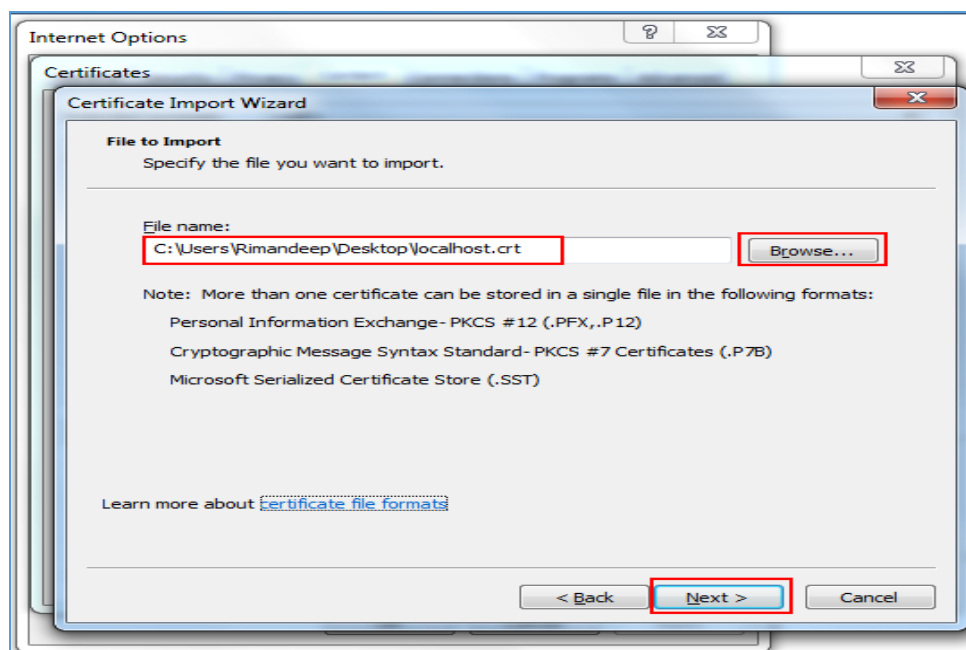 Internet Options
Certificates
Certificate Import Wizard
File to Import
Specify the file you want to import.
File name:
C:\Users\Rimandeep\Desktop\localhost.crt
Browse...
Note: More than one certificate can be stored in a single file in the following formats:
Personal Information Exchange- PKCS #12 (.PFX,.P12)
Cryptographic Message Syntax Standard- PKCS #7 Certificates (.P7B)
Microsoft Serialized Certificate Store (.SST)
Learn more about certificate file formats
< Back
Next >
Cancel